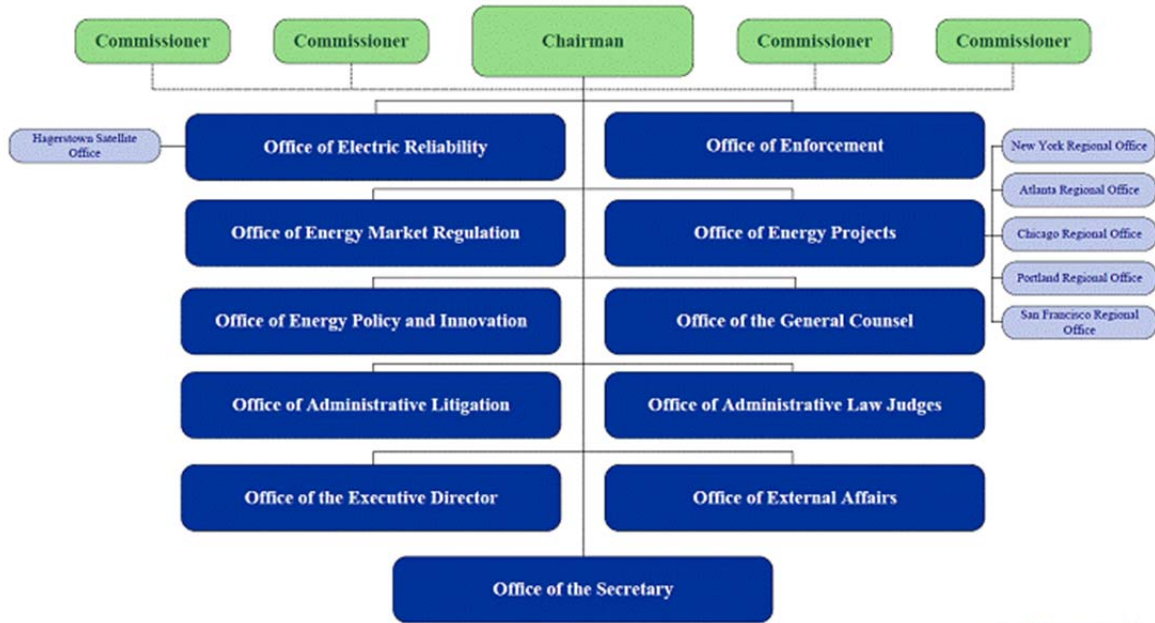 Commissioner
Commissioner
Chairman
Commissioner
Commissioner
Hagerstown Satellite
Office
Office of Electric Reliability
Office of Enforcement
New York Regional Office
Atlanta Regional Office
Office of Energy Market Regulation
Office of Energy Projects
Chicago Regional Office
Portland Regional Office
Office of Energy Policy and Innovation
Office of the General Counsel
San Francisco Regional
Office
Office of Administrative Litigation
Office of Administrative Law Judges
Office of the Executive Director
Office of External Affairs
Office of the Secretary